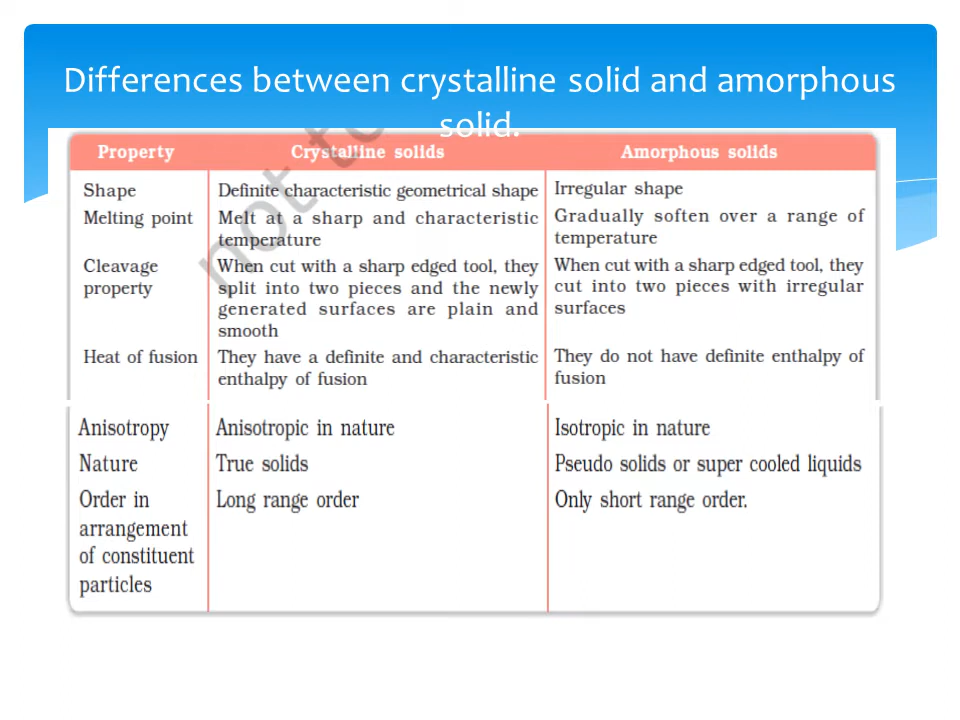 Differences between crystalline solid and amorphous
solid.
not to
Property Crystalline solids Amorphous solids
Shape Definite characteristic geometrical shape Irregular shape
Melting point Melt at a sharp and characteristic
temperature
Gradually soften over a range of
temperature
Cleavage
property
When cut with a sharp edged tool, they
split into two pieces and the newly
generated surfaces are plain and
smooth
When cut with a sharp edged tool, they
cut into two pieces with irregular
surfaces
Heat of fusion They have a definite and characteristic
enthalpy of fusion
They do not have definite enthalpy of
fusion
Anisotropy Anisotropic in nature Isotropic in nature
Nature True solids Pseudo solids or super cooled liquids
Order in
arrangement
of constituent
particles
Long range order
Only short range order.